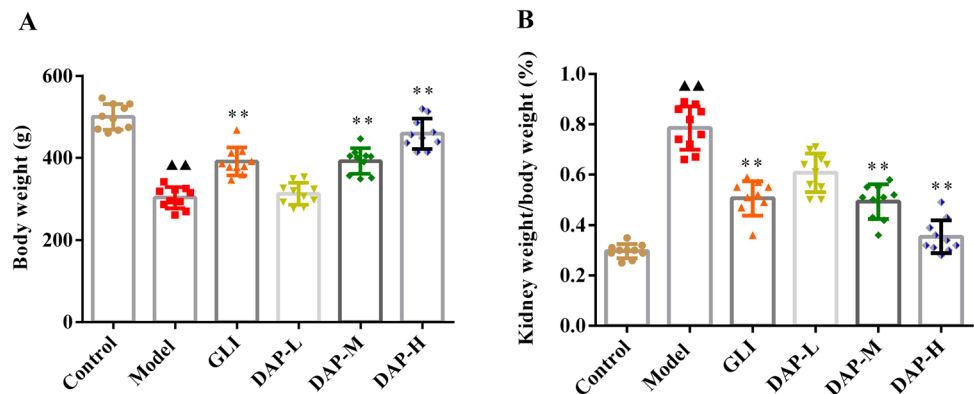 A
Body weight (g)
600
400
200
0
▲▲
**
**
**
Control
Model
GLI
DAP-L
DAP-M
DAP-H
B
Kidney weight/body weight (%)
1.0
0.8
0.6
0.4
0.2
0.0
▲▲
**
**
**
Control
Model
GLI
DAP-L
DAP-M
DAP-H